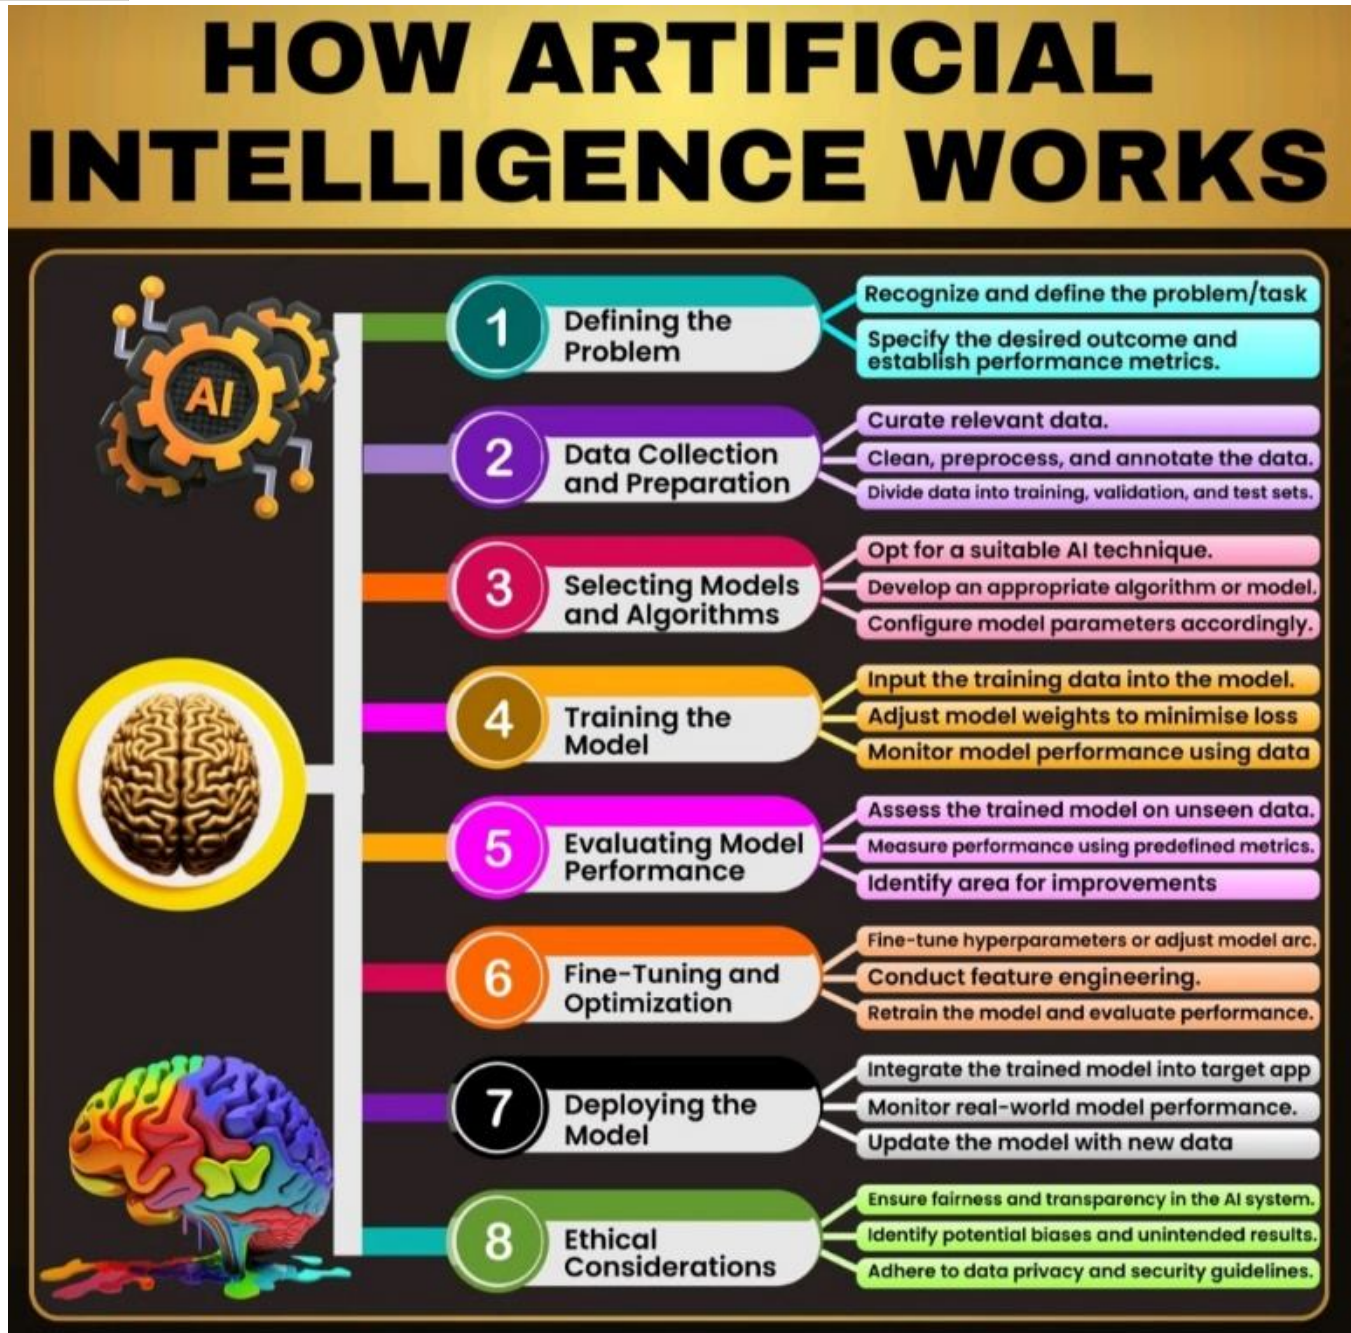 HOW ARTIFICIAL
INTELLIGENCE WORKS
AI
1
Defining the
Problem
Recognize and define the problem/task
Specify the desired outcome and
establish performance metrics.
2
Data Collection
and Preparation
Curate relevant data.
Clean, preprocess, and annotate the data.
Divide data into training, validation, and test sets.
3
Selecting Models
and Algorithms
Opt for a suitable AI technique.
Develop an appropriate algorithm or model.
Configure model parameters accordingly.
4
Training the
Model
Input the training data into the model.
Adjust model weights to minimise loss
Monitor model performance using data
5
Evaluating Model
Performance
Assess the trained model on unseen data.
Measure performance using predefined metrics.
Identify area for improvements
6
Fine-Tuning and
Optimization
Fine-tune hyperparameters or adjust model arc.
Conduct feature engineering.
Retrain the model and evaluate performance.
7
Deploying the
Model
Integrate the trained model into target app
Monitor real-world model performance.
Update the model with new data
8
Ethical
Considerations
Ensure fairness and transparency in the AI system.
Identify potential biases and unintended results.
Adhere to data privacy and security guidelines.